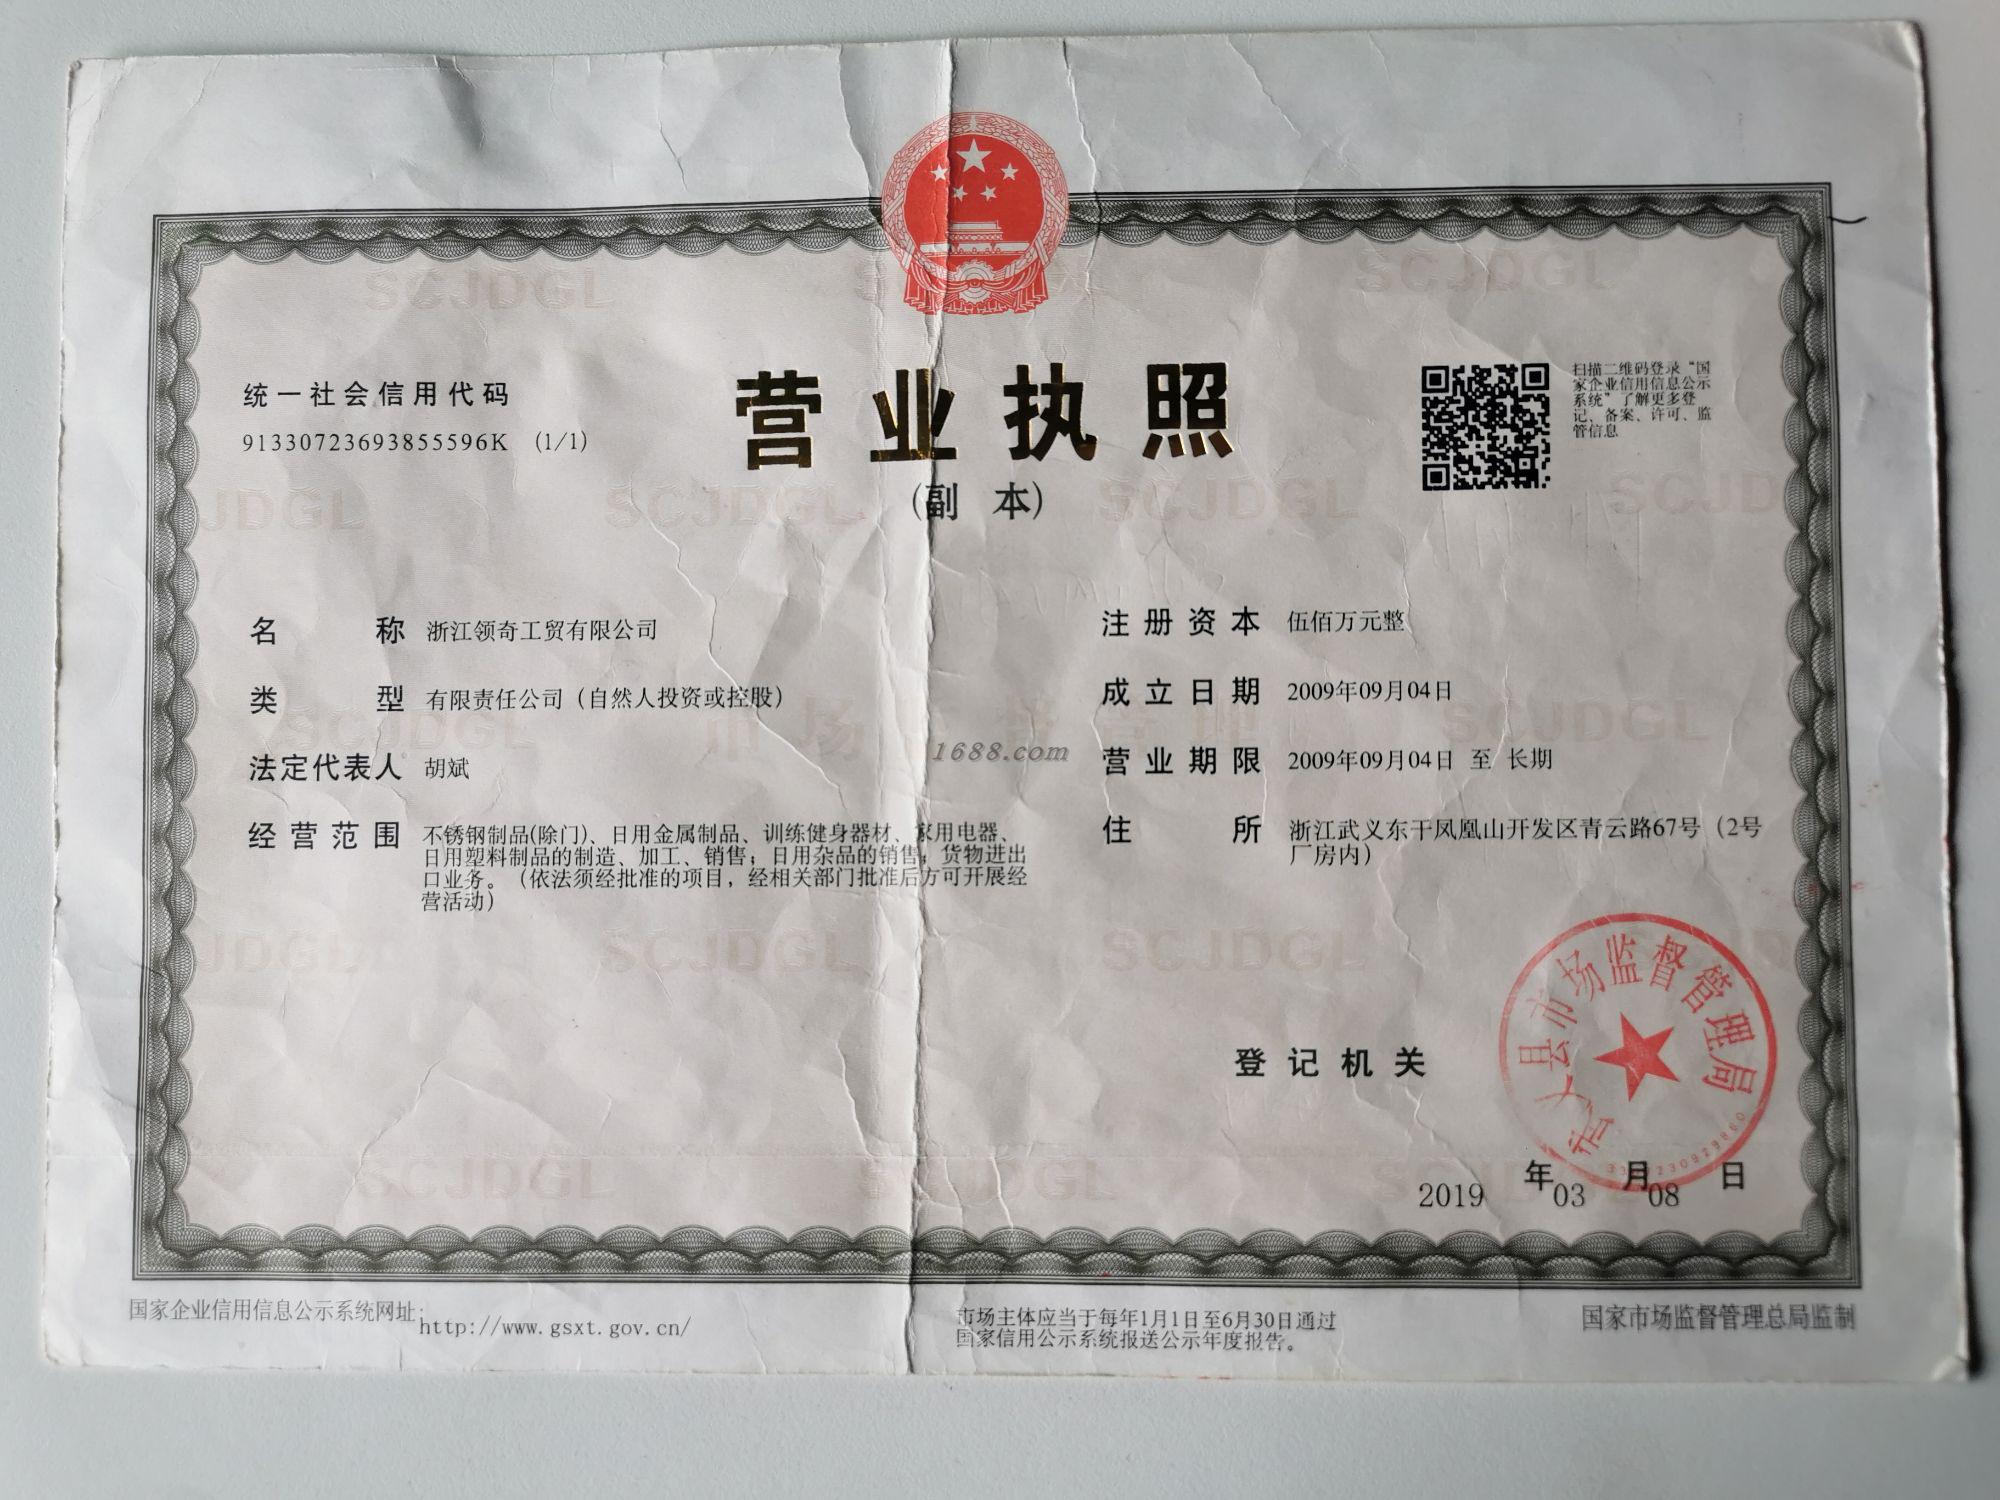 统一社会信用代码
91330723693855596K (1/1)
营业执照
(副 本)
扫描二维码登录“国
家企业信用信息公示
系统”了解更多登
记、备案、许可、监
管信息
名 称 浙江领奇工贸有限公司
类 型 有限责任公司（自然人投资或控股）
法定代表人 胡斌
经营范围 不锈钢制品(除门)、日用金属制品、训练健身器材、家用电器、
日用塑料制品的制造、加工、销售；日用杂品的销售；货物进出
口业务。（依法须经批准的项目，经相关部门批准后方可开展经
营活动）
注册资本 伍佰万元整
成立日期 2009年09月04日
营业期限 2009年09月04日 至 长期
住 所 浙江武义东干凤凰山开发区青云路67号（2号
厂房内）
1688.com
登记机关
武义县市场监督管理局
2019年03月08日
国家企业信用信息公示系统网址：http://www.gsxt.gov.cn/
市场主体应当于每年1月1日至6月30日通过
国家信用公示系统报送公示年度报告。
国家市场监督管理总局监制
SCJDGL